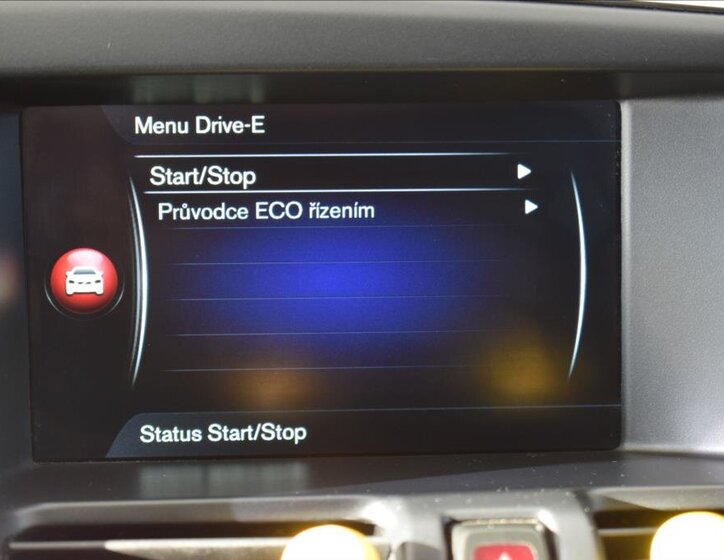 Menu Drive-E
Start/Stop
Průvodce ECO řízením
Status Start/Stop